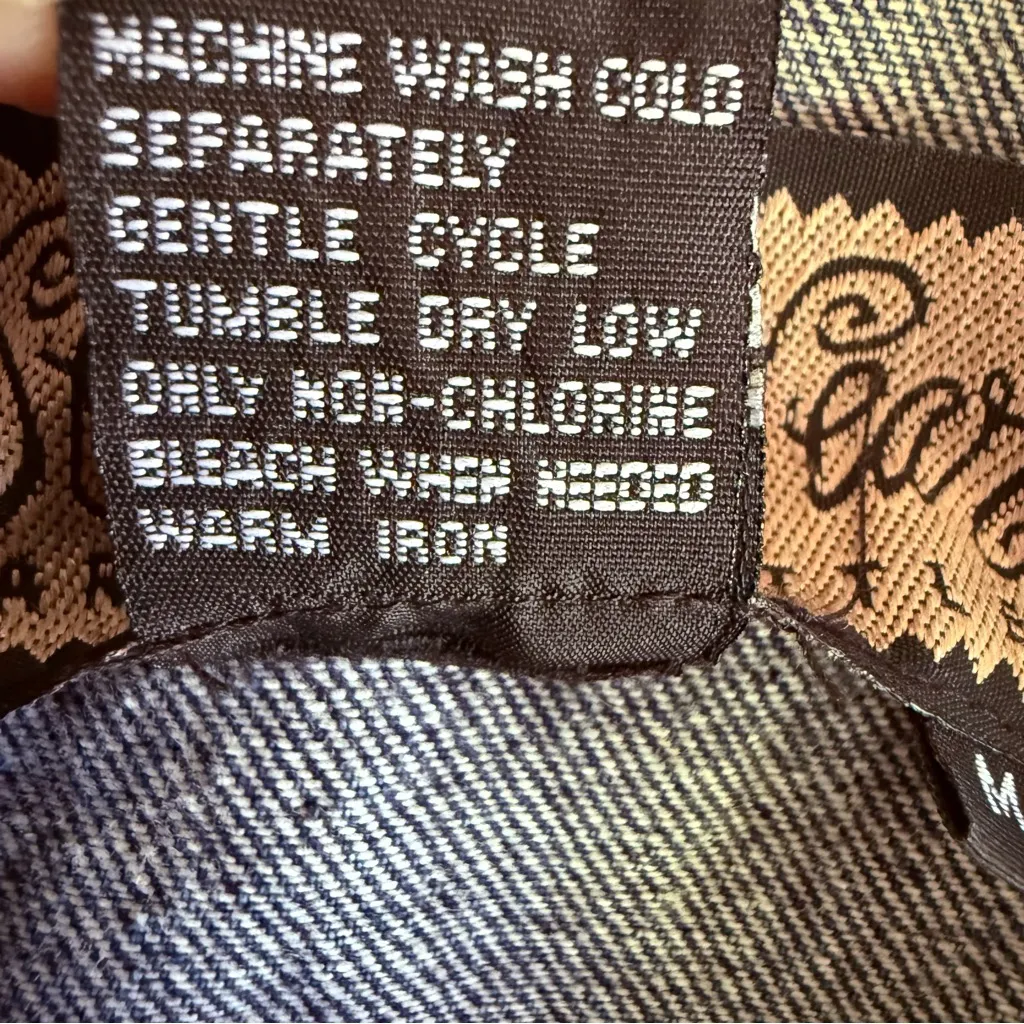 MACHINE WASH COLD
SEPARATELY
GENTLE CYCLE
TUMBLE DRY LOW
ONLY NON-CHLORINE
BLEACH WHEN NEEDED
WARM IRON
M